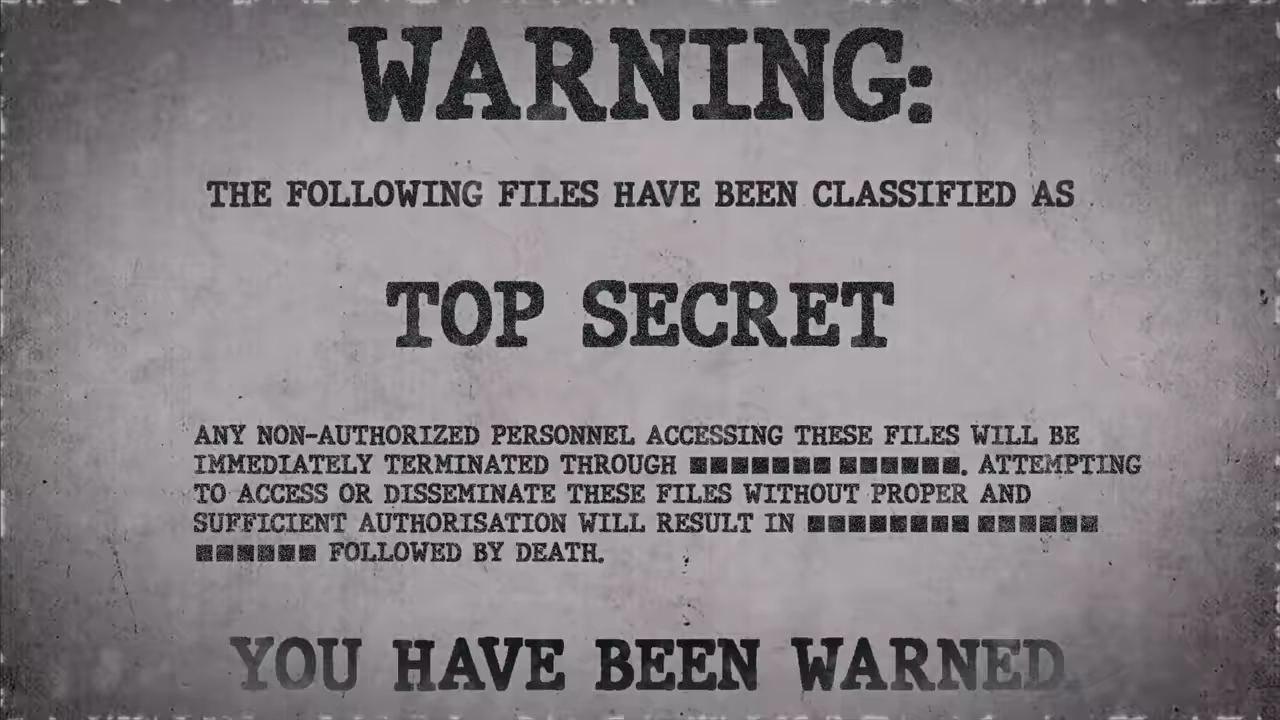 WARNING:
THE FOLLOWING FILES HAVE BEEN CLASSIFIED AS
TOP SECRET
ANY NON-AUTHORIZED PERSONNEL ACCESSING THESE FILES WILL BE
IMMEDIATELY TERMINATED THROUGH ■■■■■■■ ■■■■■■. ATTEMPTING
TO ACCESS OR DISSEMINATE THESE FILES WITHOUT PROPER AND
SUFFICIENT AUTHORISATION WILL RESULT IN ■■■■■■■■ ■■■■■■
■■■■■■ FOLLOWED BY DEATH.
YOU HAVE BEEN WARNED.